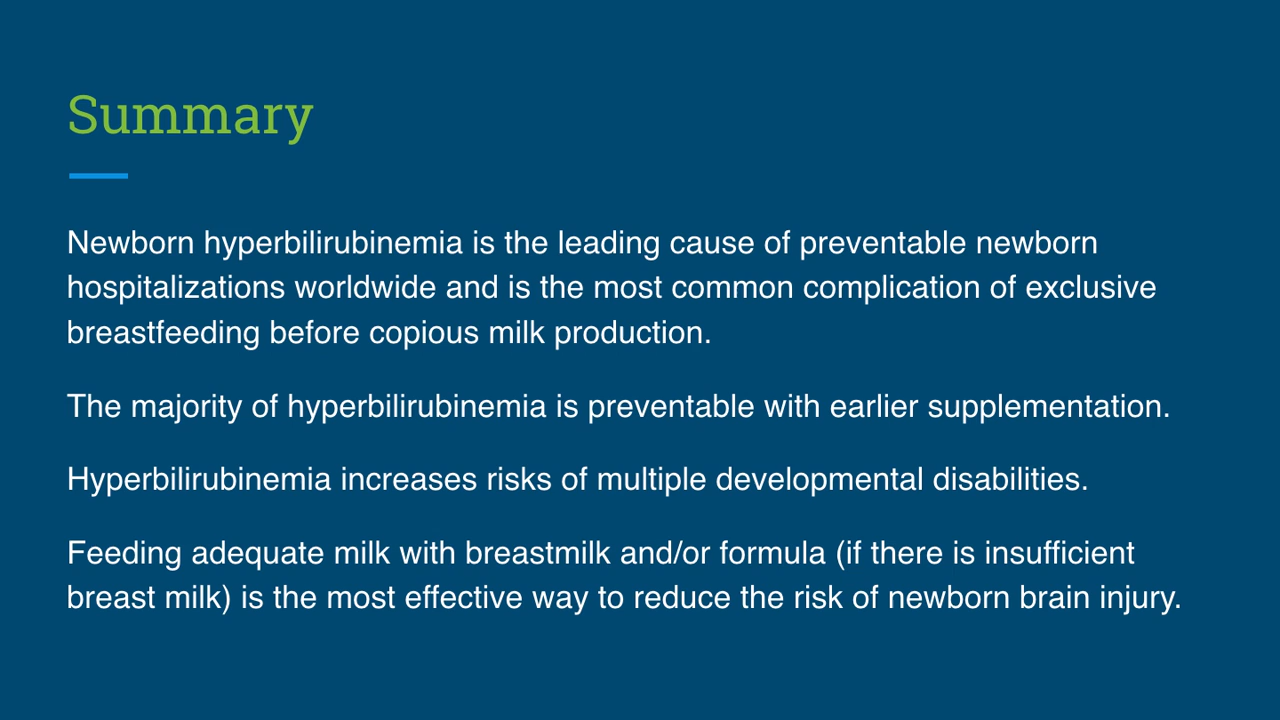 Summary
Newborn hyperbilirubinemia is the leading cause of preventable newborn
hospitalizations worldwide and is the most common complication of exclusive
breastfeeding before copious milk production.
The majority of hyperbilirubinemia is preventable with earlier supplementation.
Hyperbilirubinemia increases risks of multiple developmental disabilities.
Feeding adequate milk with breastmilk and/or formula (if there is insufficient
breast milk) is the most effective way to reduce the risk of newborn brain injury.